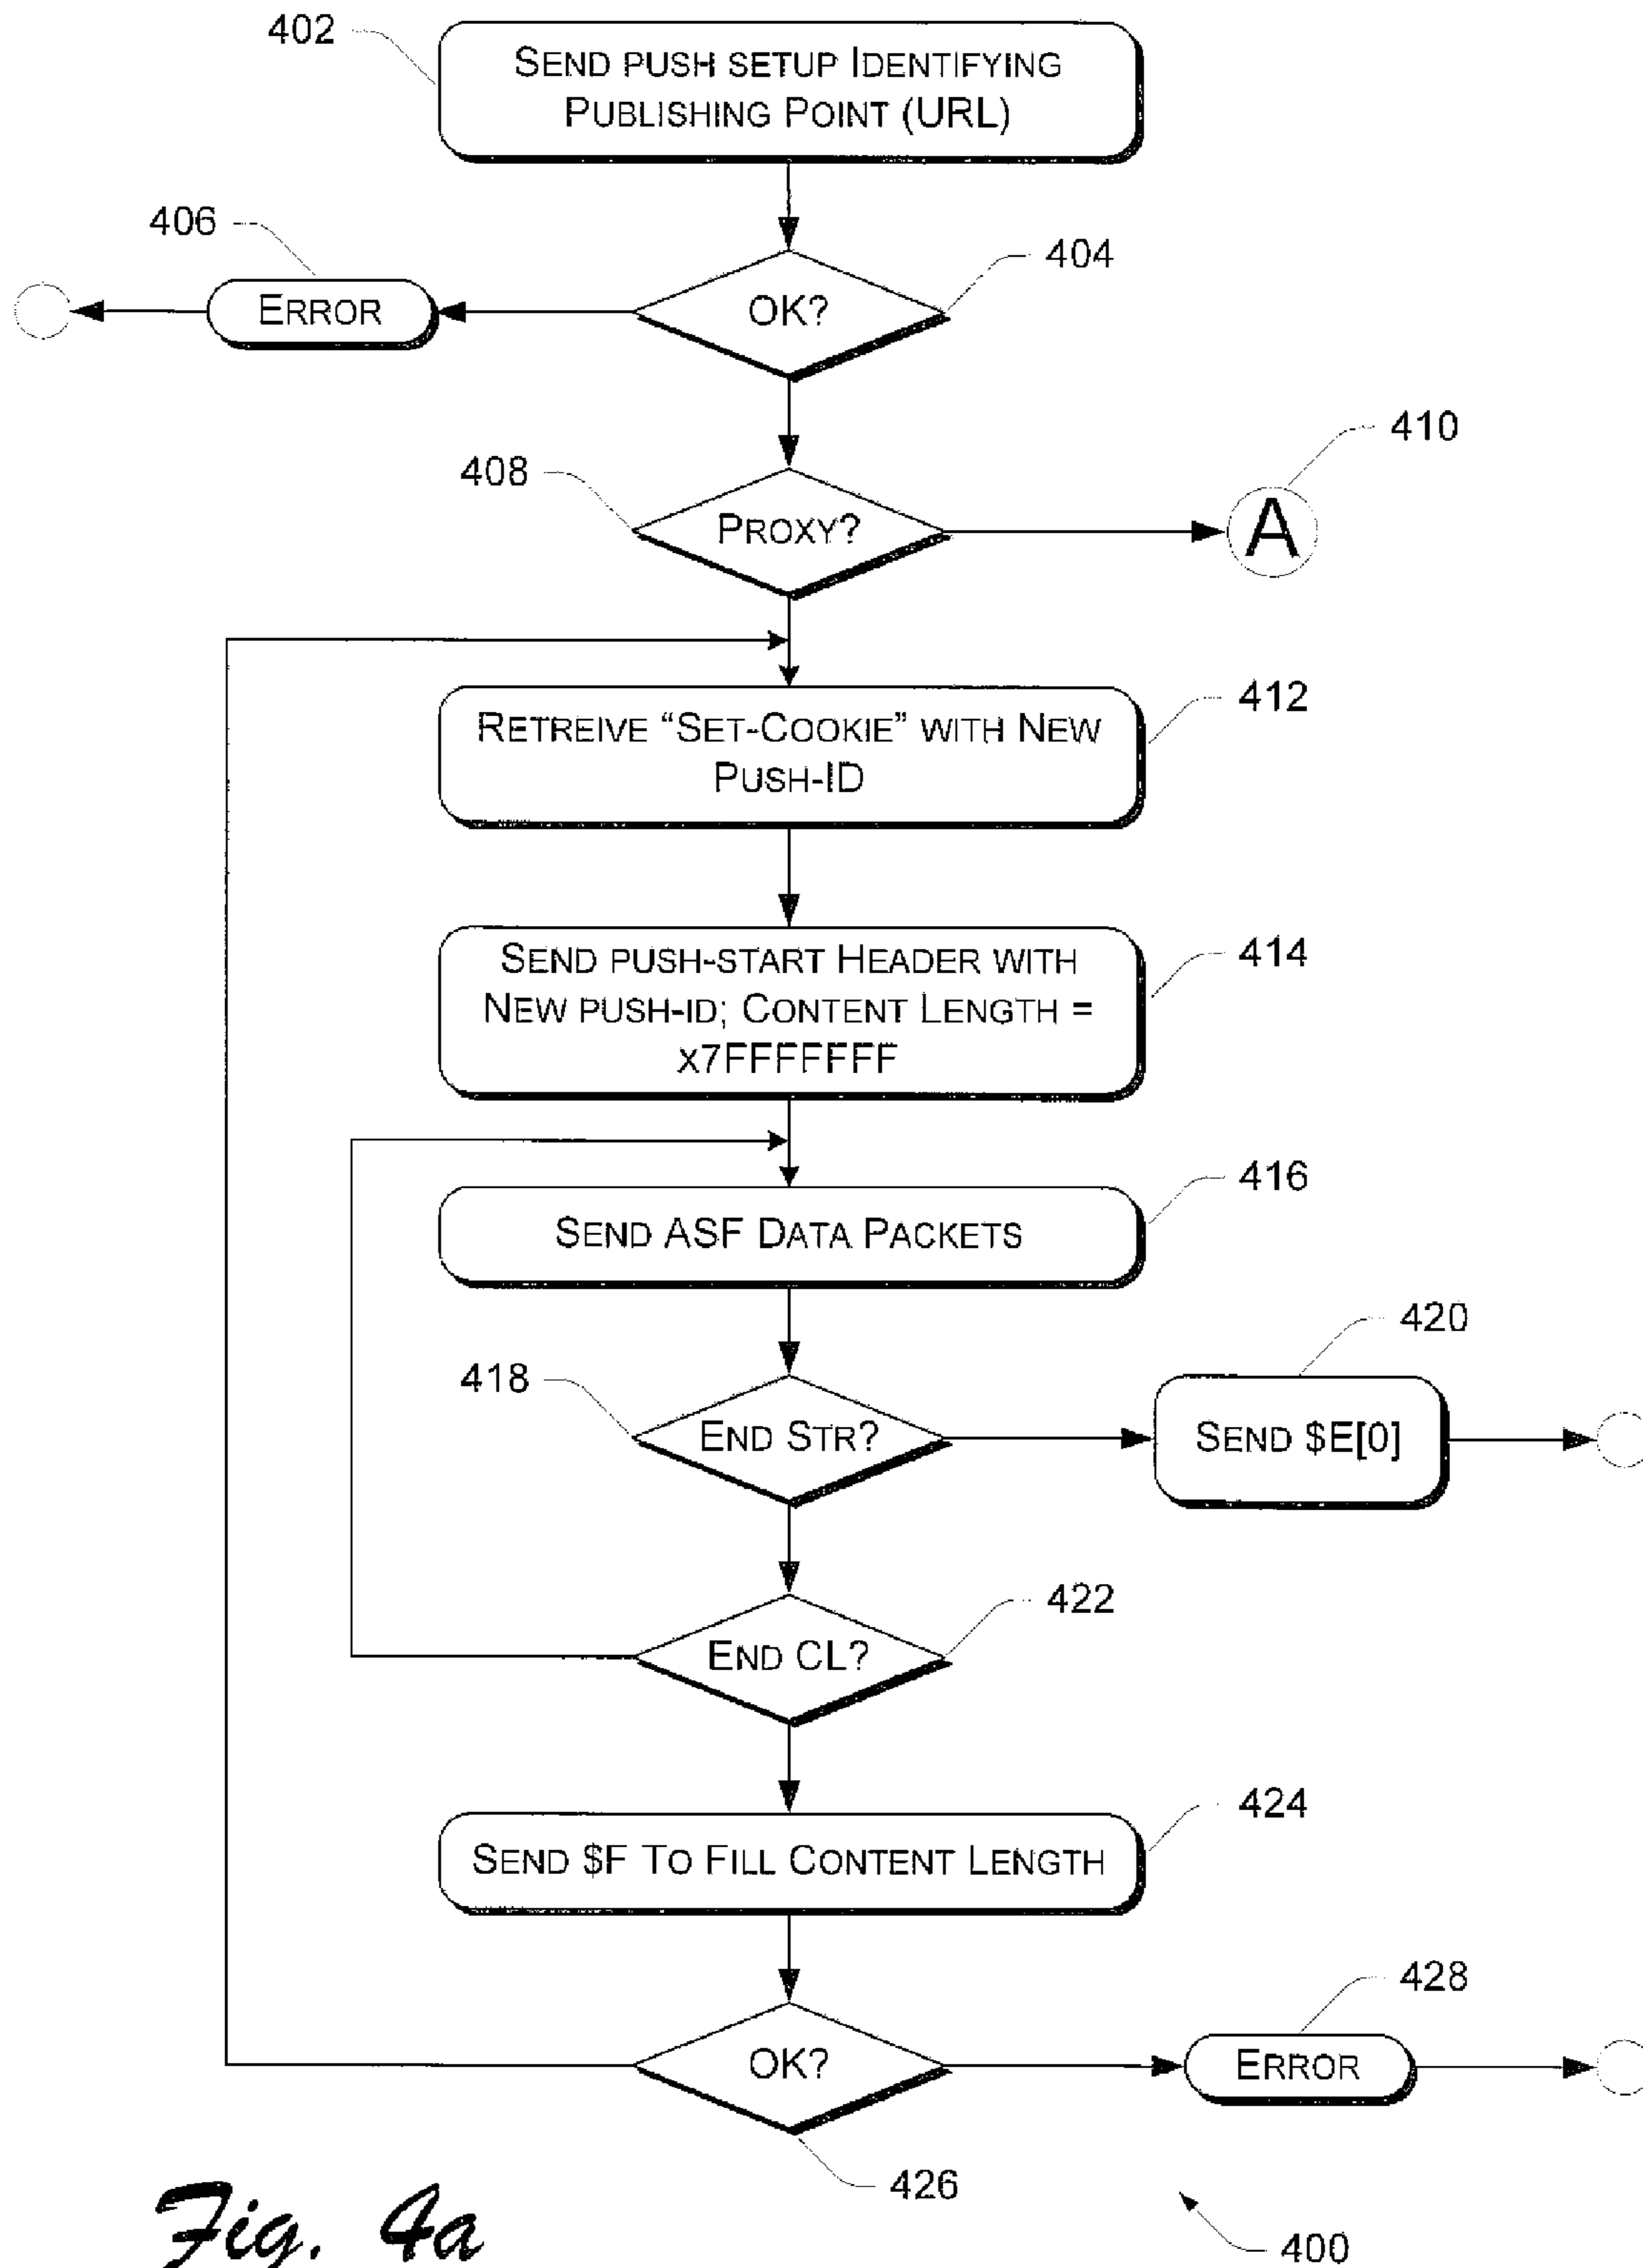 402
SEND PUSH SETUP IDENTIFYING
PUBLISHING POINT (URL)
406
404
ERROR
OK?
410
408
PROXY?
A
412
RETREIVE “SET-COOKIE” WITH NEW
PUSH-ID
414
SEND PUSH-START HEADER WITH
NEW PUSH-ID; CONTENT LENGTH =
X7FFFFFFF
416
SEND ASF DATA PACKETS
420
418
END STR?
SEND $E[0]
422
END CL?
424
SEND $F TO FILL CONTENT LENGTH
428
OK?
ERROR
426
Fig. 4a
400